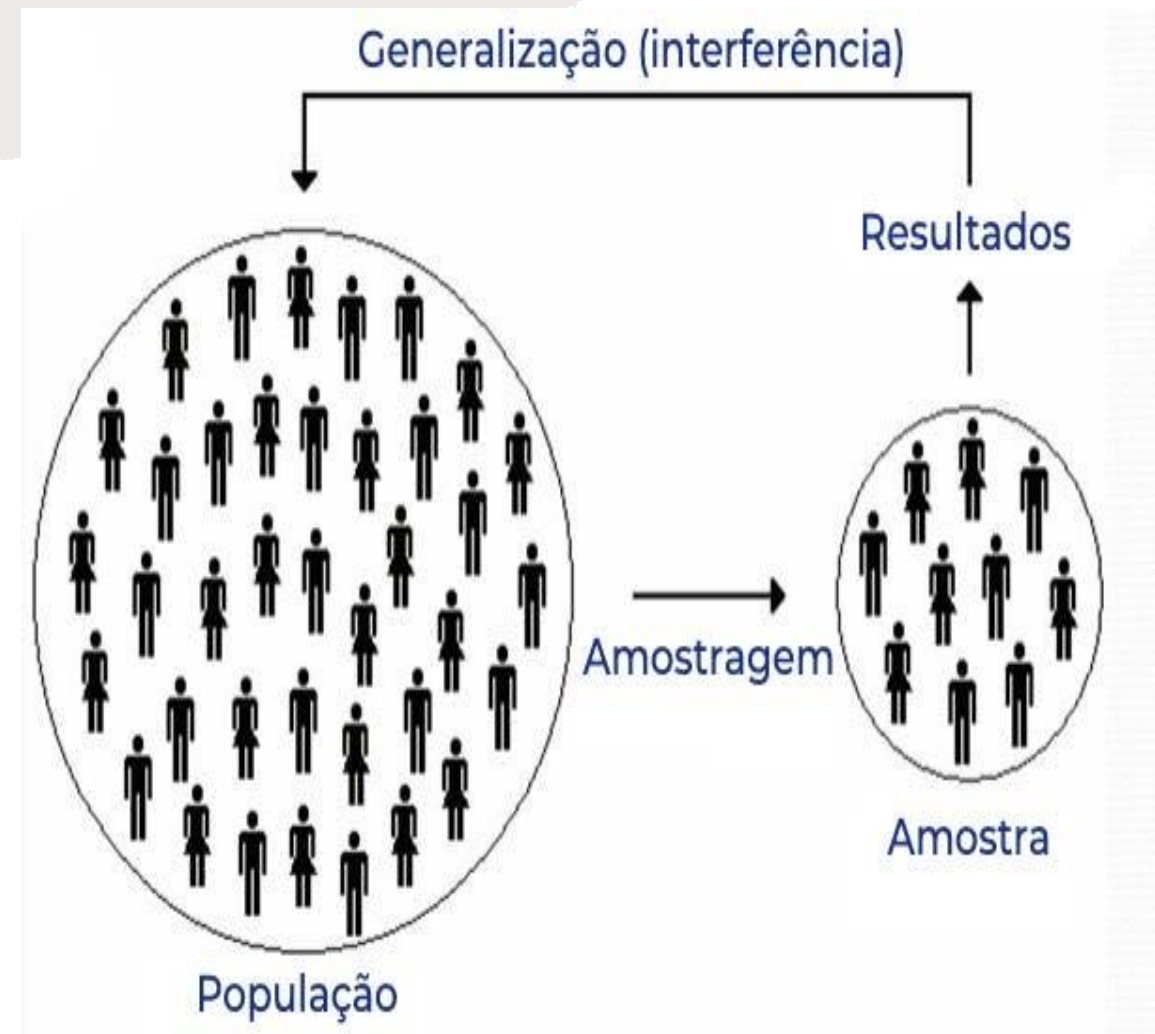 Generalização (interferência)
Resultados
Amostragem
Amostra
População